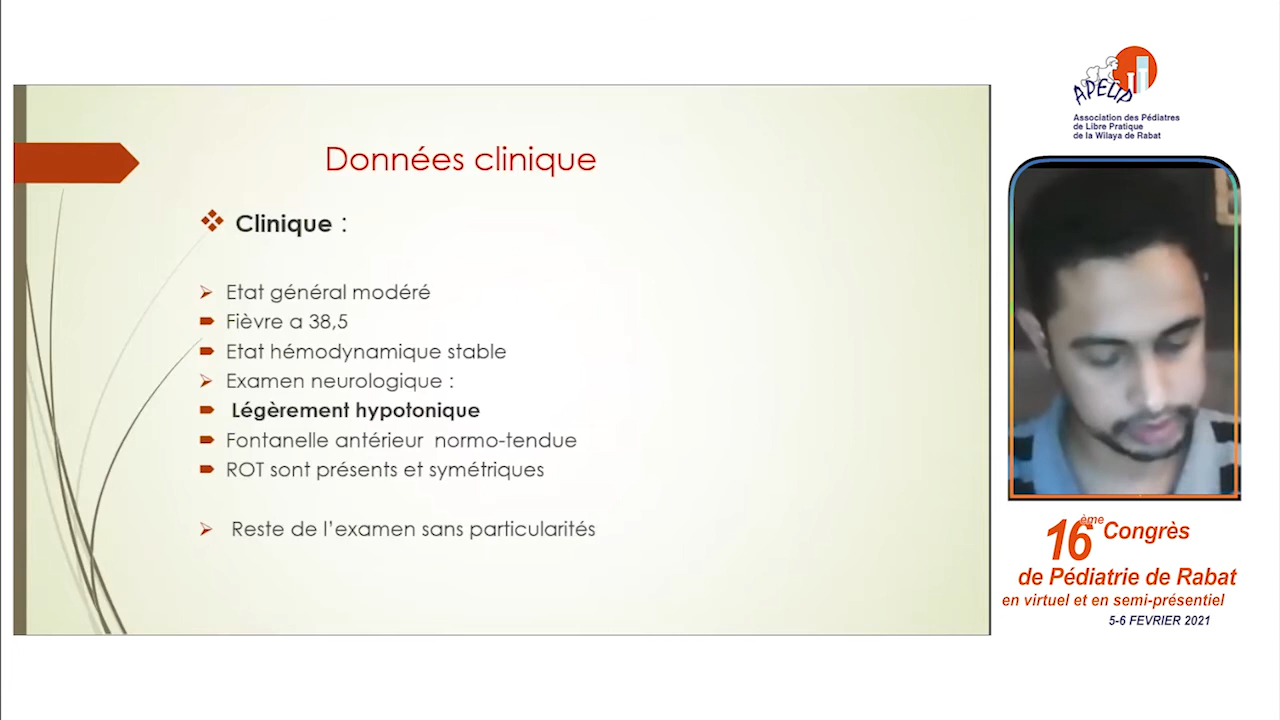 Données clinique
Clinique :
Etat général modéré
Fièvre a 38,5
Etat hémodynamique stable
Examen neurologique :
Légèrement hypotonique
Fontanelle antérieur normo-tendue
ROT sont présents et symétriques
Reste de l'examen sans particularités
APELIP
Association des Pédiatres
de Libre Pratique
de la Wilaya de Rabat
16ème Congrès
de Pédiatrie de Rabat
en virtuel et en semi-présentiel
5-6 FEVRIER 2021